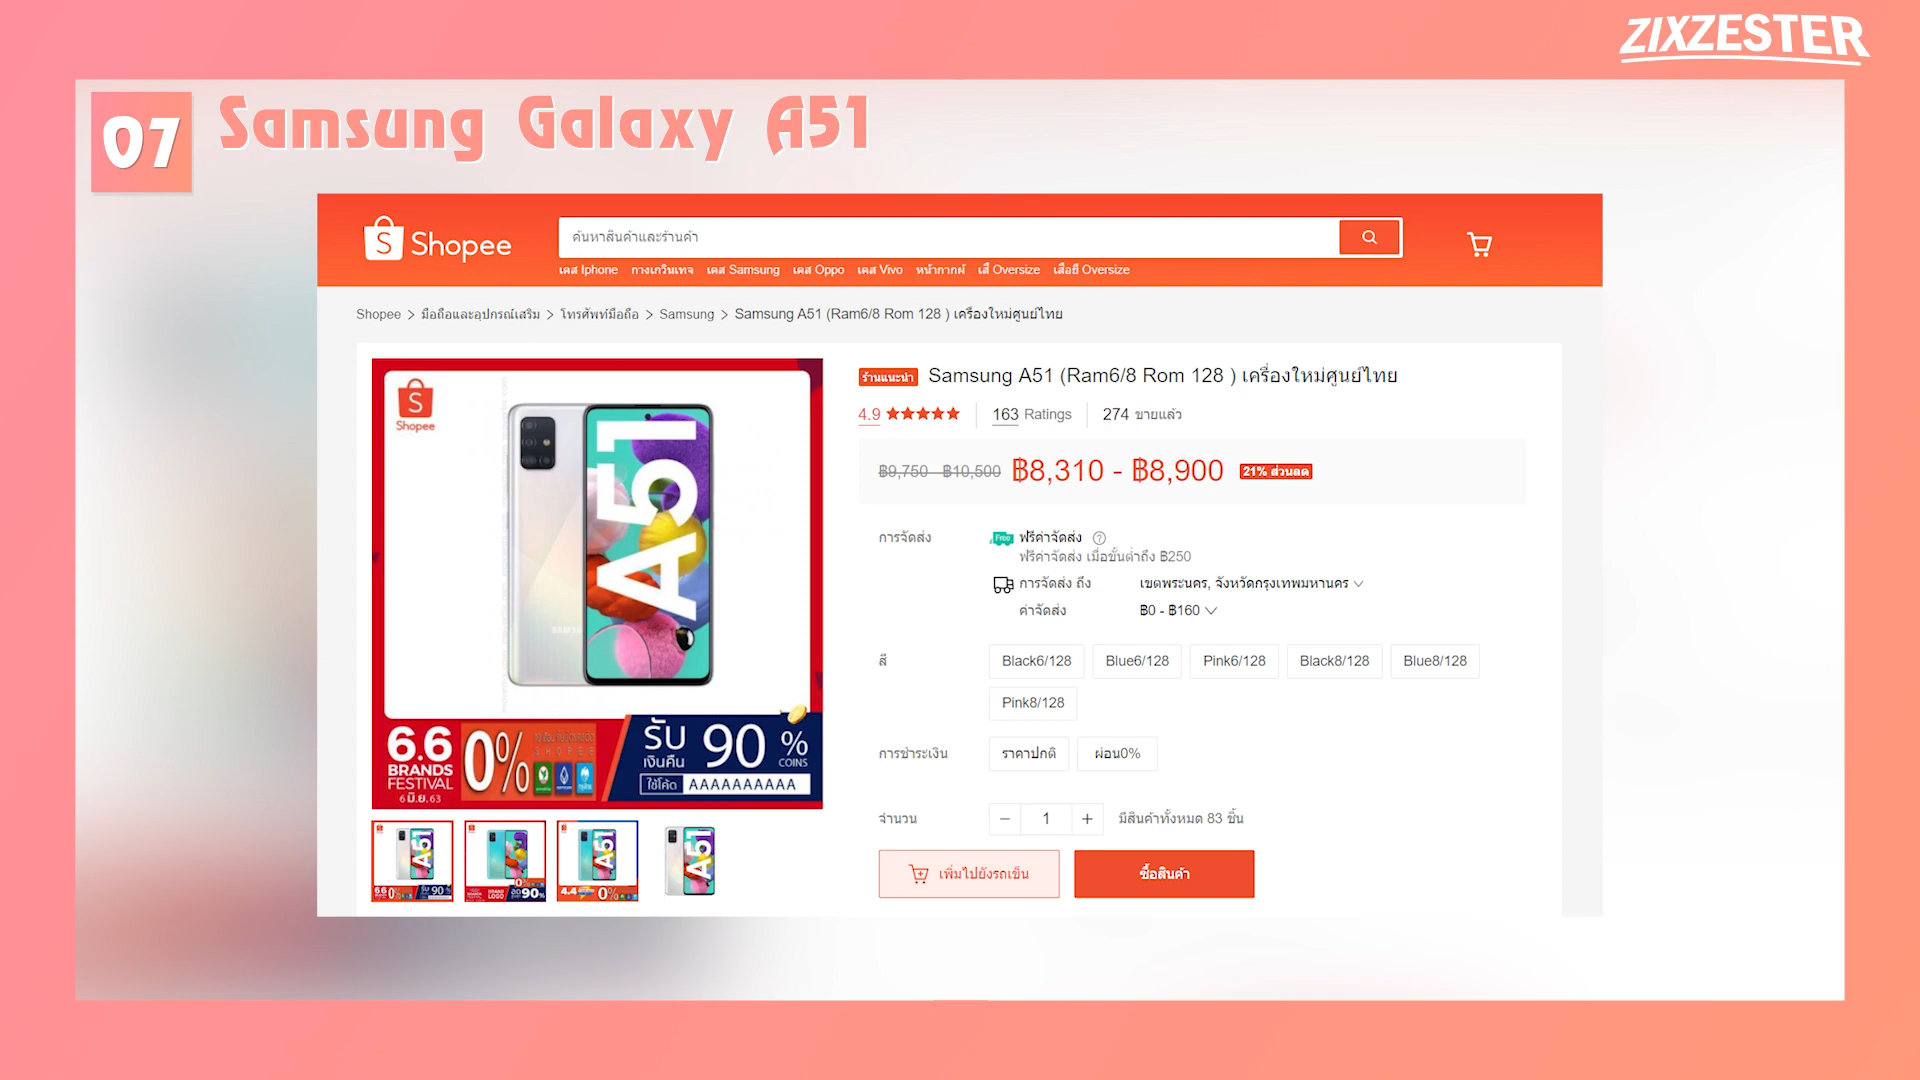 ZIXZESTER
07 Samsung Galaxy A51
Shopee
ค้นหาสินค้าและร้านค้า
เคส Iphone กางเกวินเทจ เคส Samsung เคส Oppo เคส Vivo หน้ากากผ้ เสื้ Oversize เสื้อยื Oversize
Shopee > มือถือและอุปกรณ์เสริม > โทรศัพท์มือถือ > Samsung > Samsung A51 (Ram6/8 Rom 128 ) เครื่องใหม่ศูนย์ไทย
Shopee
A51
6.6
BRANDS
FESTIVAL
6 มิ.ย. 63
0%
SHOPEE
รับ
เงินคืน
90 %
COINS
ใช้โค้ด AAAAAAAAAA
ร้านแนะนำ Samsung A51 (Ram6/8 Rom 128 ) เครื่องใหม่ศูนย์ไทย
4.9 163 Ratings 274 ขายแล้ว
฿9,750 - ฿10,500 ฿8,310 - ฿8,900 21% ส่วนลด
การจัดส่ง Free ฟรีค่าจัดส่ง ?
ฟรีค่าจัดส่ง เมื่อขั้นต่ำถึง ฿250
การจัดส่ง ถึง เขตพระนคร, จังหวัดกรุงเทพมหานคร
ค่าจัดส่ง ฿0 - ฿160
สี Black6/128 Blue6/128 Pink6/128 Black8/128 Blue8/128
Pink8/128
การชำระเงิน ราคาปกติ ผ่อน0%
จำนวน − 1 + มีสินค้าทั้งหมด 83 ชิ้น
เพิ่มไปยังรถเข็น ซื้อสินค้า